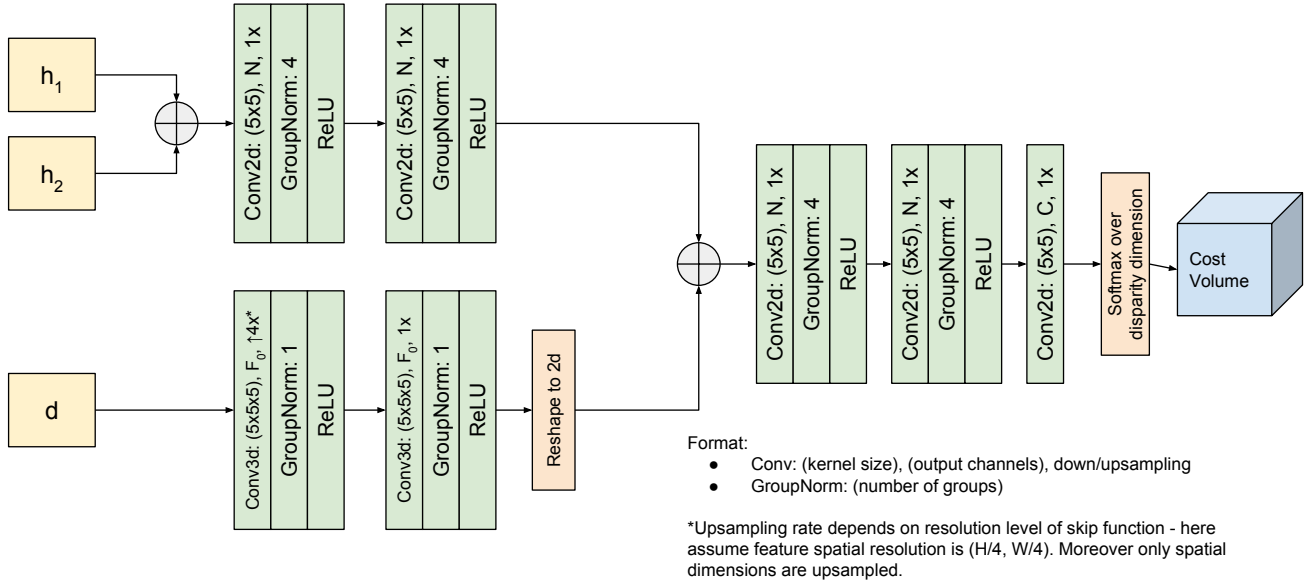 h1
h2
Conv2d: (5x5), N, 1x
GroupNorm: 4
ReLU
Conv2d: (5x5), N, 1x
GroupNorm: 4
ReLU
d
Conv3d: (5x5x5), F0, ↑4x*
GroupNorm: 1
ReLU
Conv3d: (5x5x5), F0, 1x
GroupNorm: 1
ReLU
Reshape to 2d
Conv2d: (5x5), N, 1x
GroupNorm: 4
ReLU
Conv2d: (5x5), N, 1x
GroupNorm: 4
ReLU
Conv2d: (5x5), C, 1x
Softmax over
disparity dimension
Cost
Volume
Format:
● Conv: (kernel size), (output channels), down/upsampling
● GroupNorm: (number of groups)
*Upsampling rate depends on resolution level of skip function - here
assume feature spatial resolution is (H/4, W/4). Moreover only spatial
dimensions are upsampled.